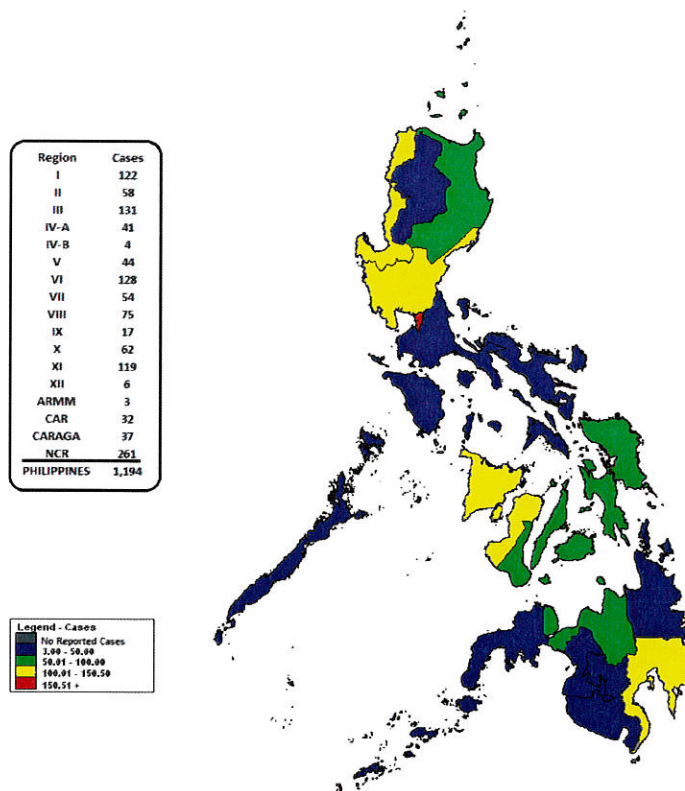 Region Cases
I 122
II 58
III 131
IV-A 41
IV-B 4
V 44
VI 128
VII 54
VIII 75
IX 17
X 62
XI 119
XII 6
ARMM 3
CAR 32
CARAGA 37
NCR 261
PHILIPPINES 1,194
Legend - Cases
No Reported Cases
3.00 - 50.00
50.01 - 100.00
100.01 - 150.50
150.51 +